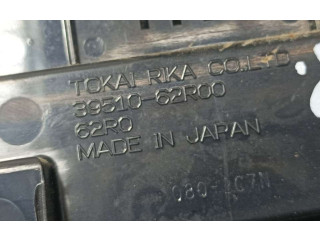 TOKAI RIKA CO.LTD
39510-62R00
62R0
MADE IN JAPAN